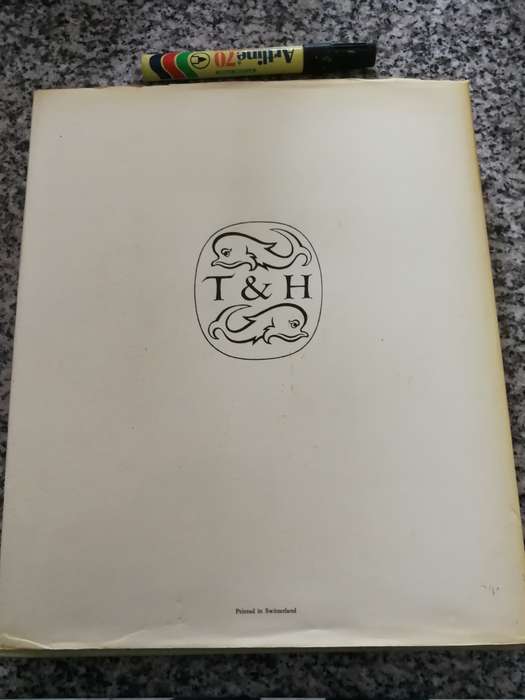 Artline 70
T & H
Printed in Switzerland